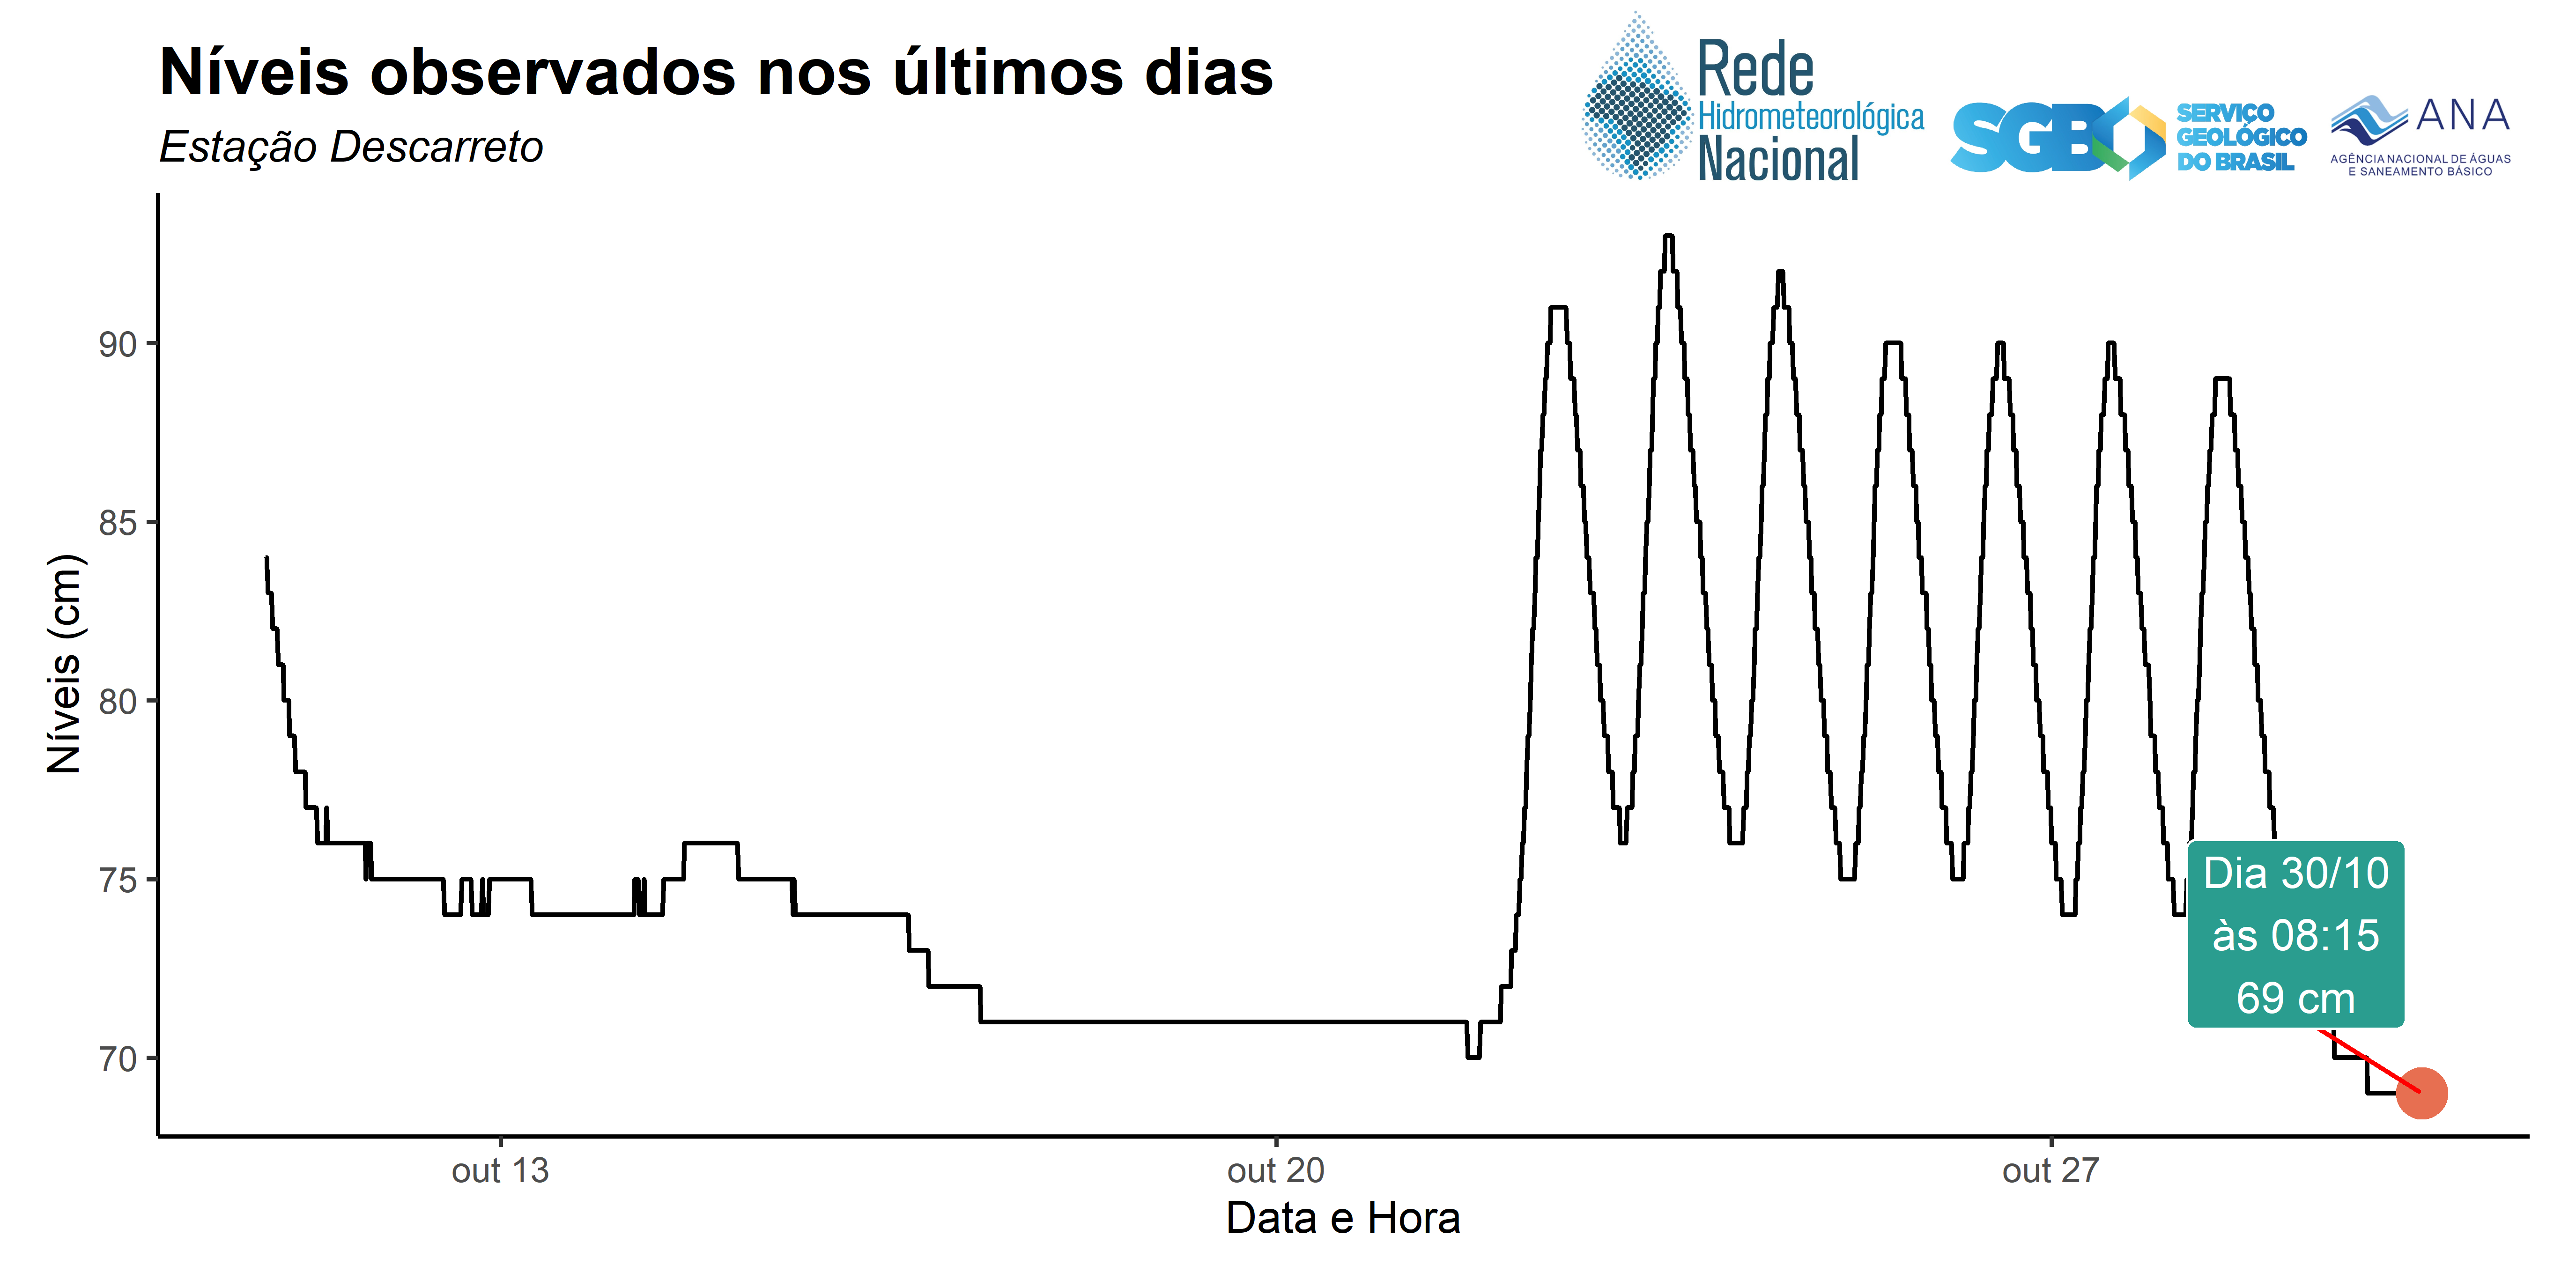 Níveis observados nos últimos dias
Estação Descarreto
Rede
Hidrometeorológica
Nacional
SGB
SERVIÇO
GEOLÓGICO
DO BRASIL
ANA
AGÊNCIA NACIONAL DE ÁGUAS
E SANEAMENTO BÁSICO
Níveis (cm)
90
85
80
75
70
Dia 30/10
às 08:15
69 cm
out 13
out 20
out 27
Data e Hora